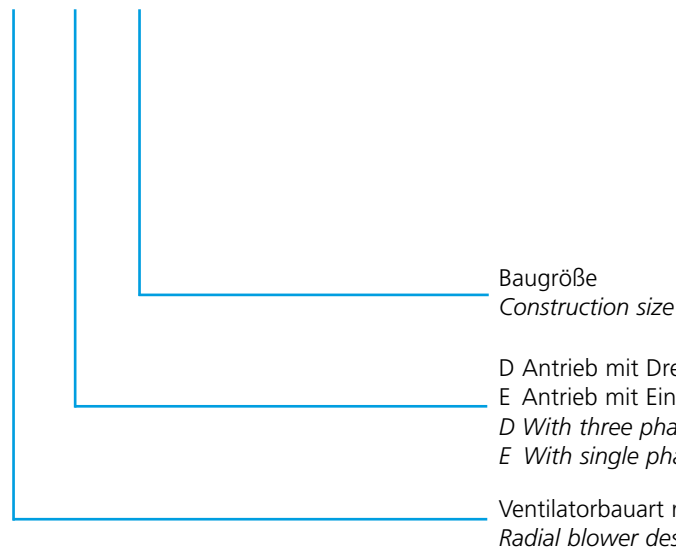 Baugröße
Construction size
D Antrieb mit
E Antrieb mit
D With three
E With single
Ventilatorbauart
Radial blower